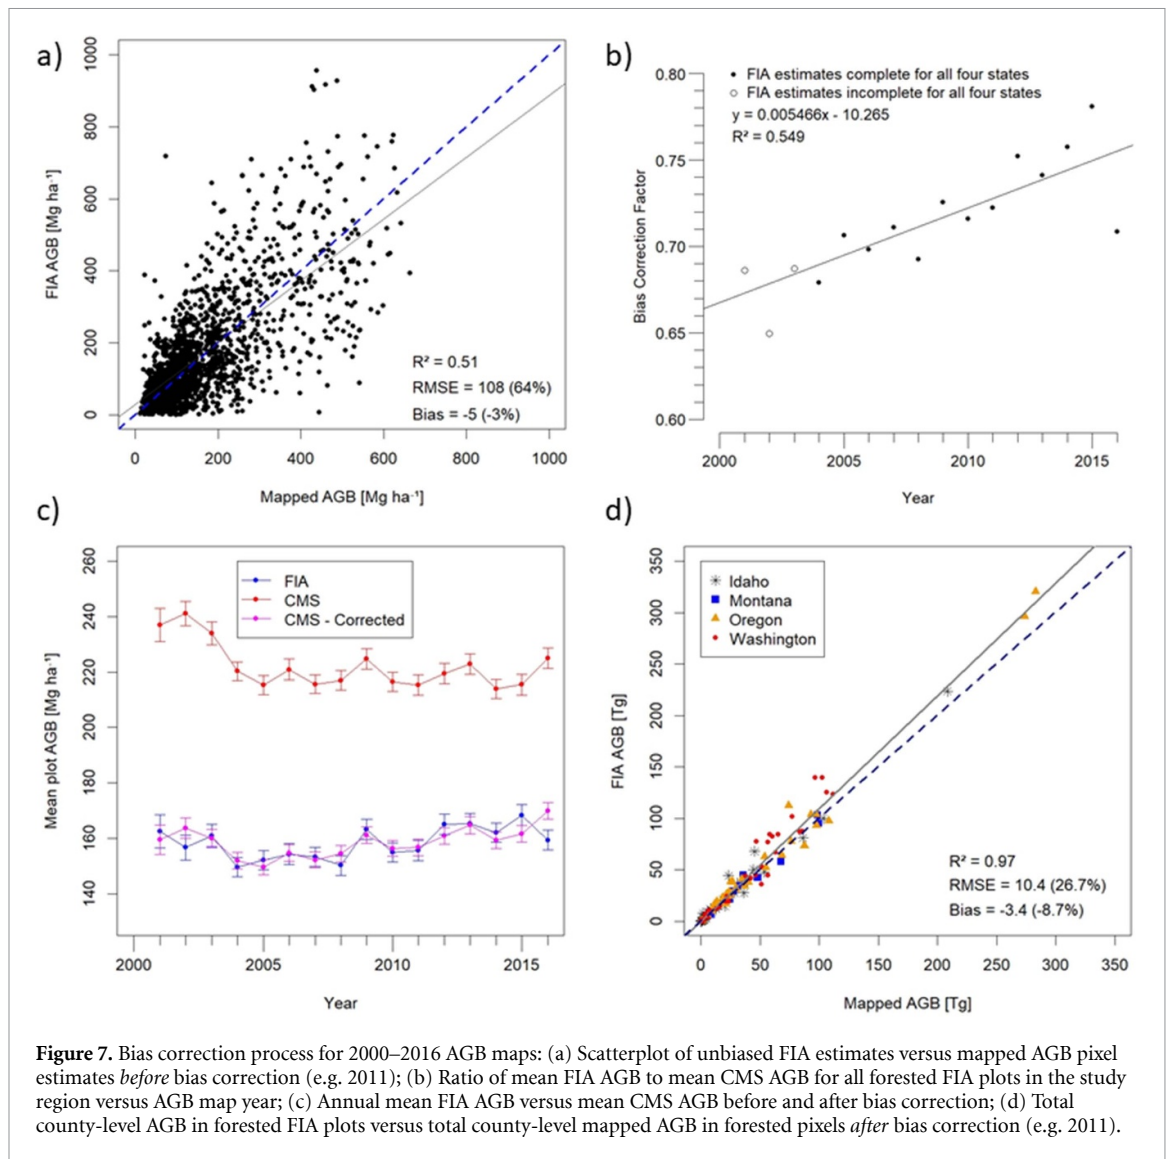 a)
1000
800
600
400
200
0
FIA AGB [Mg ha⁻¹]
R² = 0.51
RMSE = 108 (64%)
Bias = -5 (-3%)
0 200 400 600 800 1000
Mapped AGB [Mg ha⁻¹]
b)
0.80
0.75
0.70
0.65
0.60
Bias Correction Factor
FIA estimates complete for all four states
FIA estimates incomplete for all four states
y = 0.005466x - 10.265
R² = 0.549
2000 2005 2010 2015
Year
c)
260
240
220
200
180
160
140
Mean plot AGB [Mg ha⁻¹]
FIA
CMS
CMS - Corrected
2000 2005 2010 2015
Year
d)
350
300
250
200
150
100
50
0
FIA AGB [Tg]
Idaho
Montana
Oregon
Washington
R² = 0.97
RMSE = 10.4 (26.7%)
Bias = -3.4 (-8.7%)
0 50 100 150 200 250 300 350
Mapped AGB [Tg]
Figure 7. Bias correction process for 2000–2016 AGB maps: (a) Scatterplot of unbiased FIA estimates versus mapped AGB pixel
estimates before bias correction (e.g. 2011); (b) Ratio of mean FIA AGB to mean CMS AGB for all forested FIA plots in the study
region versus AGB map year; (c) Annual mean FIA AGB versus mean CMS AGB before and after bias correction; (d) Total
county-level AGB in forested FIA plots versus total county-level mapped AGB in forested pixels after bias correction (e.g. 2011).